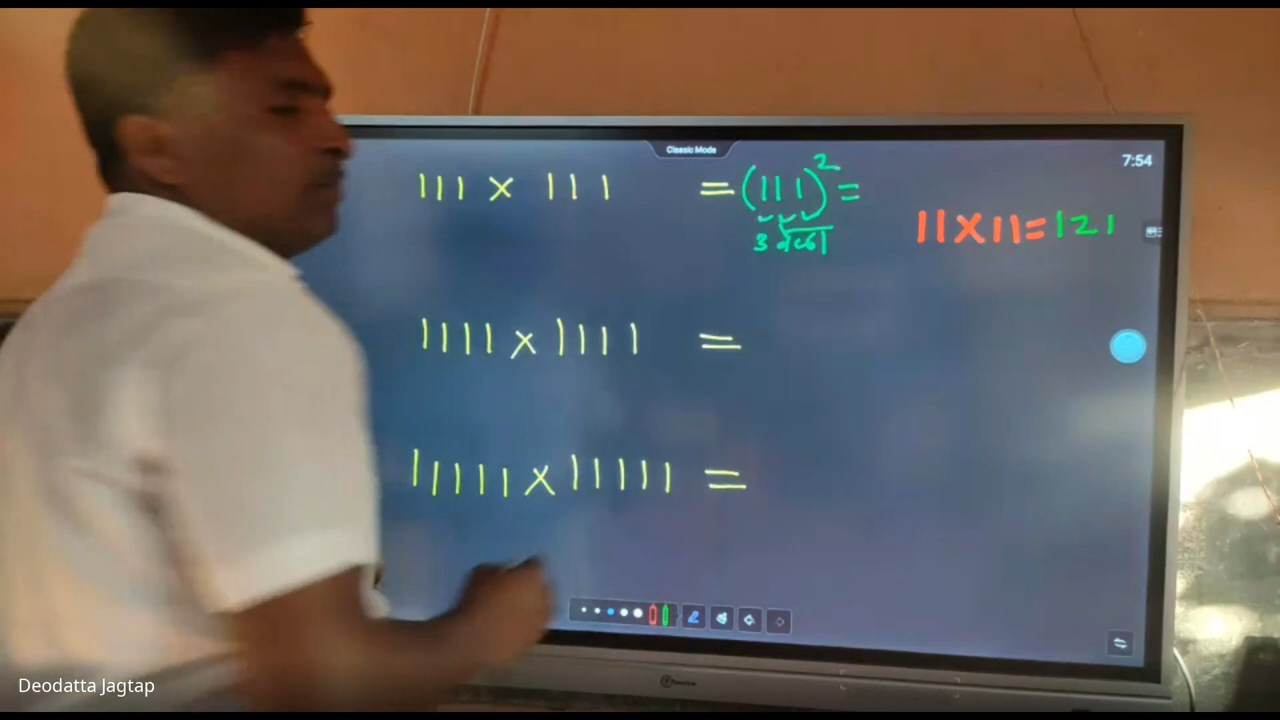 Classic Mode
7:54
111 × 111 = (111)² =
3
11×11=121
1111 × 1111 =
11111 × 11111 =
Deodatta Jagtap